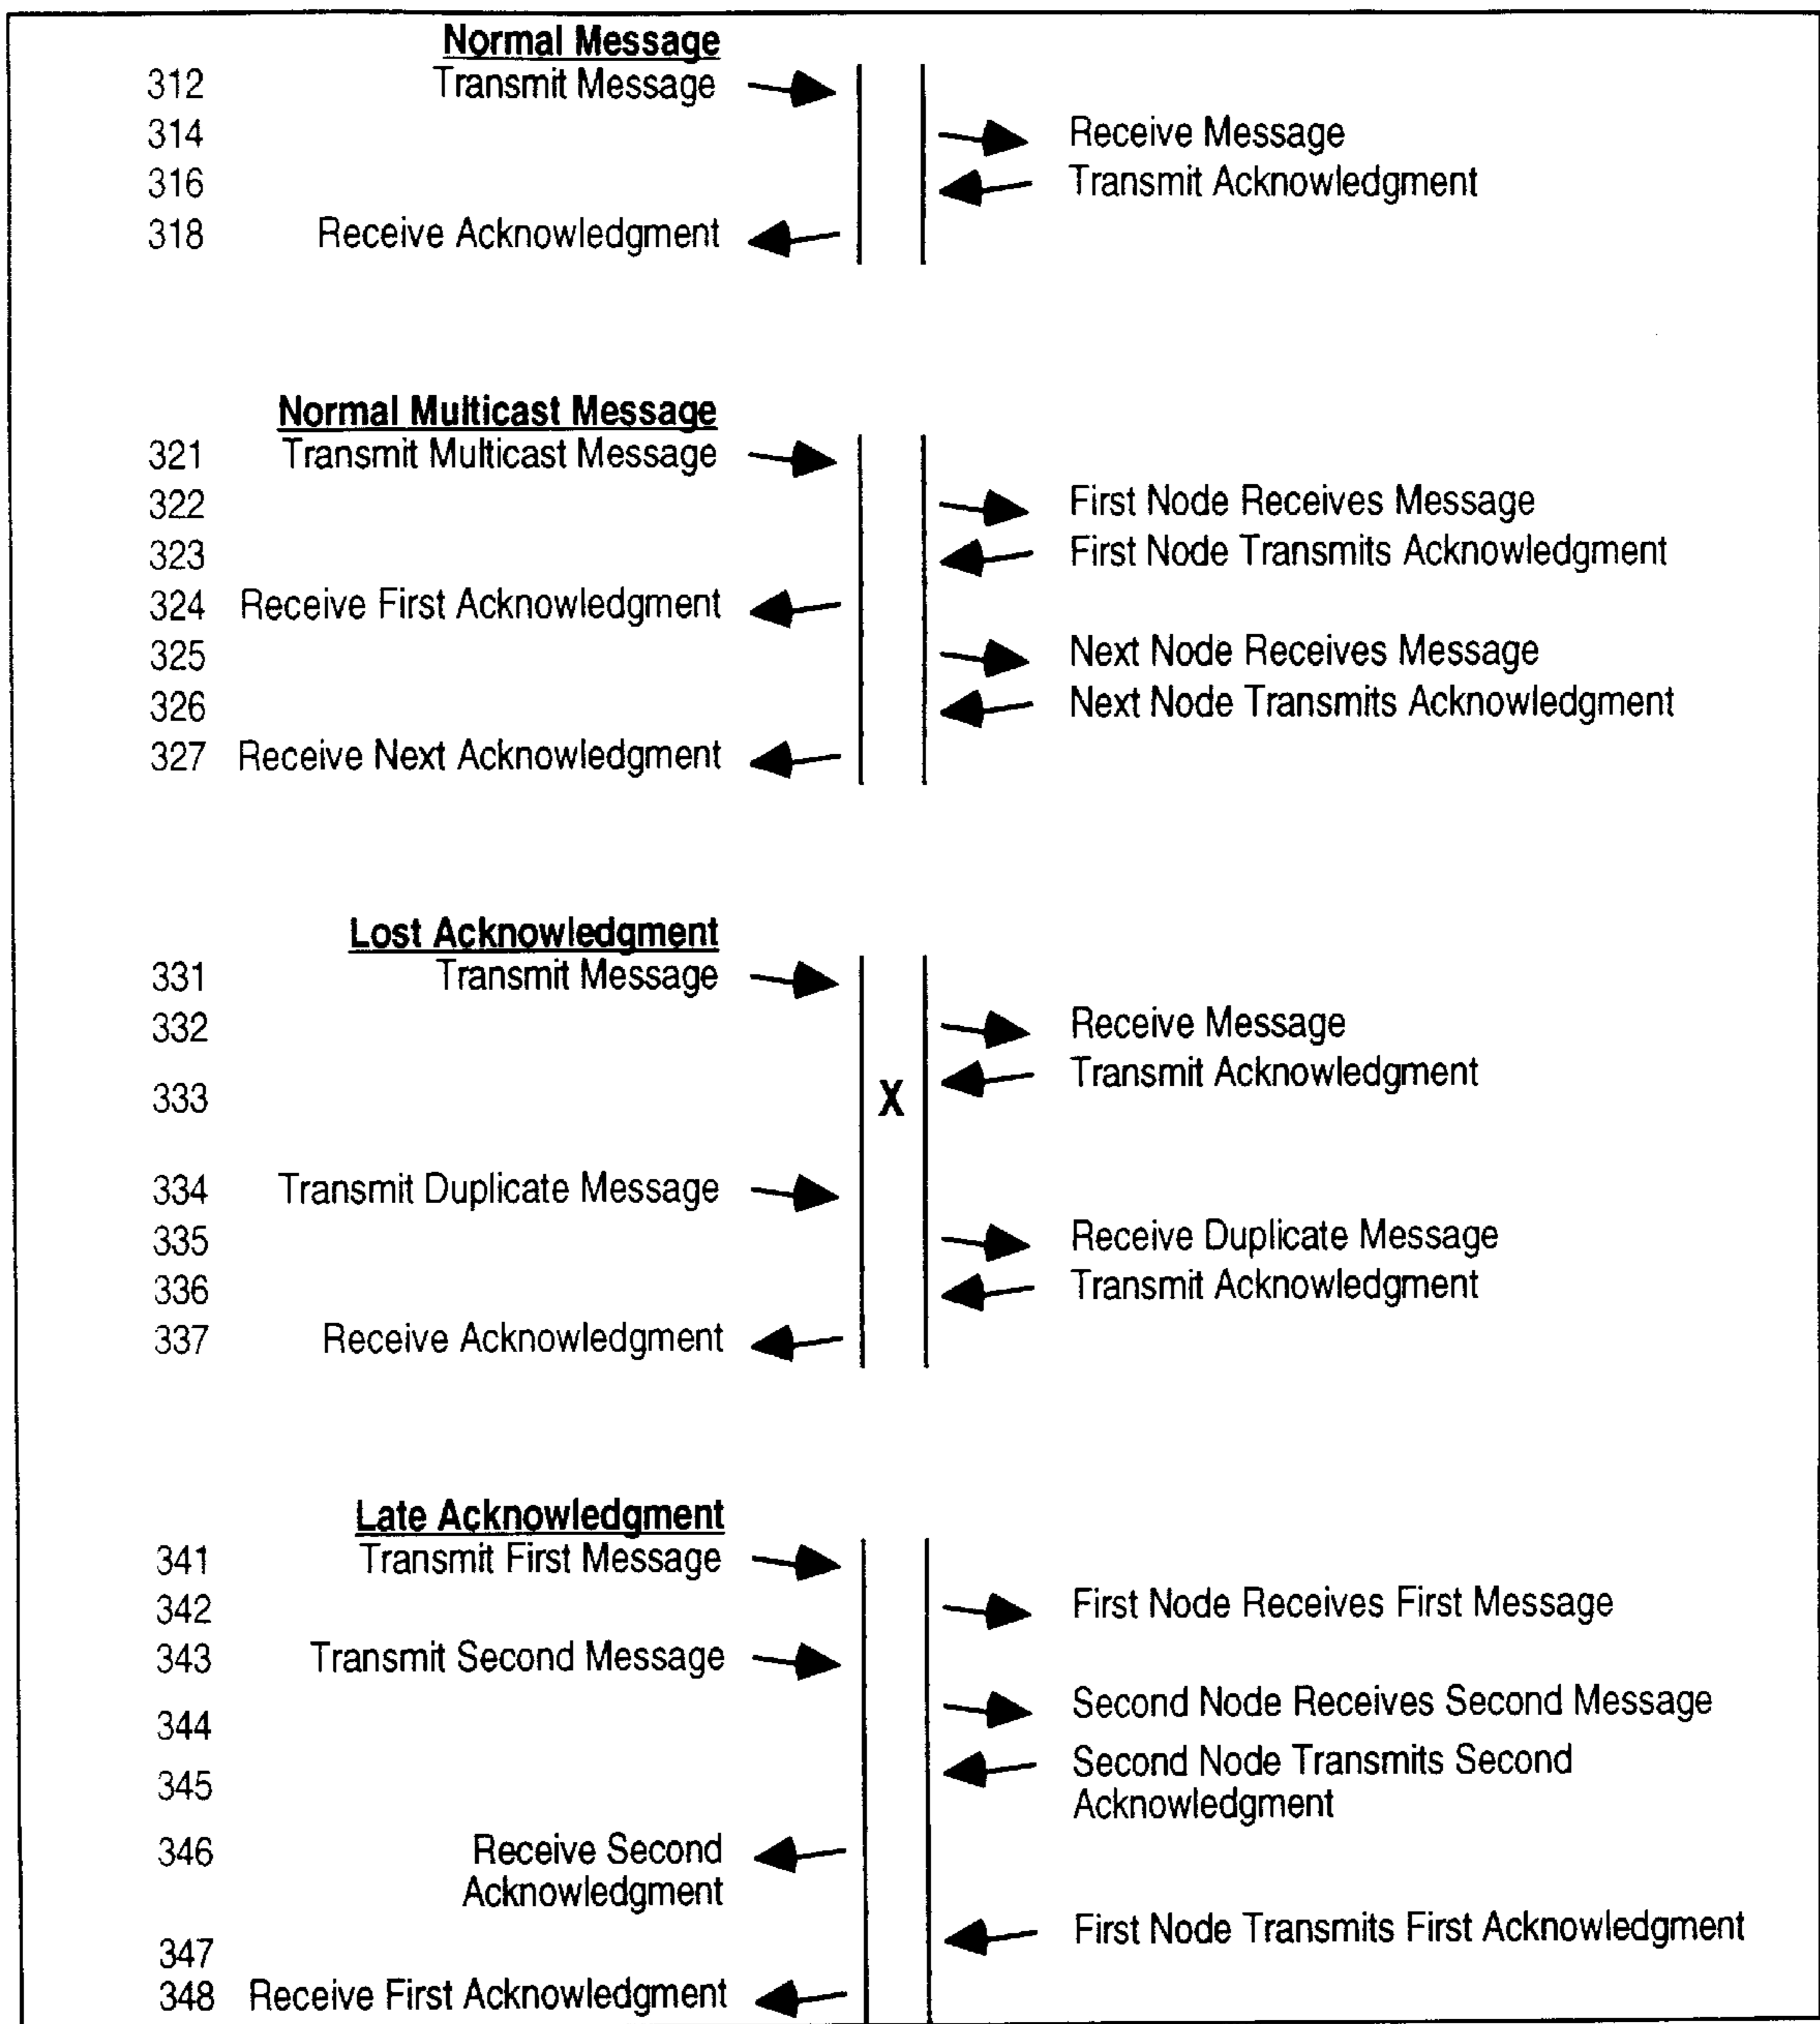 Normal Message
312 Transmit Message
314 Receive Message
316 Transmit Acknowledgment
318 Receive Acknowledgment
Normal Multicast Message
321 Transmit Multicast Message
322 First Node Receives Message
323 First Node Transmits Acknowledgment
324 Receive First Acknowledgment
325 Next Node Receives Message
326 Next Node Transmits Acknowledgment
327 Receive Next Acknowledgment
Lost Acknowledgment
331 Transmit Message
332 Receive Message
333 X Transmit Acknowledgment
334 Transmit Duplicate Message
335 Receive Duplicate Message
336 Transmit Acknowledgment
337 Receive Acknowledgment
Late Acknowledgment
341 Transmit First Message
342 First Node Receives First Message
343 Transmit Second Message
344 Second Node Receives Second Message
345 Second Node Transmits Second
Acknowledgment
346 Receive Second
Acknowledgment
347 First Node Transmits First Acknowledgment
348 Receive First Acknowledgment